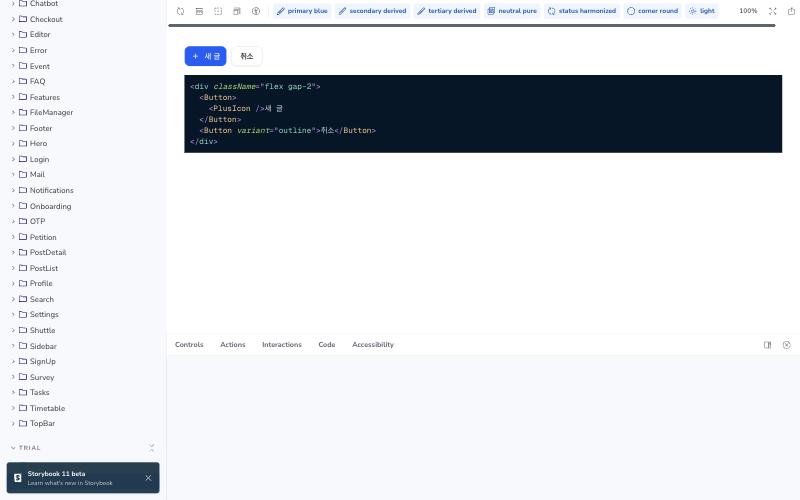 Chatbot
Checkout
Editor
Error
Event
FAQ
Features
FileManager
Footer
Hero
Login
Mail
Notifications
Onboarding
OTP
Petition
PostDetail
PostList
Profile
Search
Settings
Shuttle
Sidebar
SignUp
Survey
Tasks
Timetable
TopBar
TRIAL
Storybook 11 beta
Learn what's new in Storybook
primary blue secondary derived tertiary derived neutral pure status harmonized corner round light 100%
+ 새 글 취소
<div className="flex gap-2">
<Button>
<PlusIcon />새 글
</Button>
<Button variant="outline">취소</Button>
</div>
Controls Actions Interactions Code Accessibility